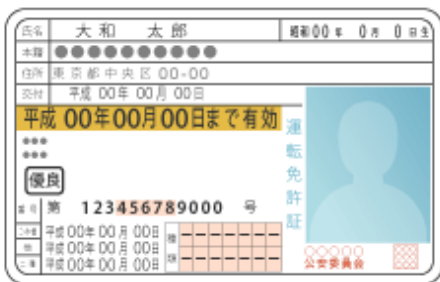 氏名 大和 太郎 昭和00年 0月 0日生
本籍 ●●●●●●●●●●
住所 東京都中央区00-00
交付 平成 00年 00月 00日
平成 00年00月00日まで有効
●●●
●●●
優良
番号 第 123456789000 号
平成00年00月00日
平成00年00月00日
平成00年00月00日
種類
運転免許証
○○○○○
公安委員会